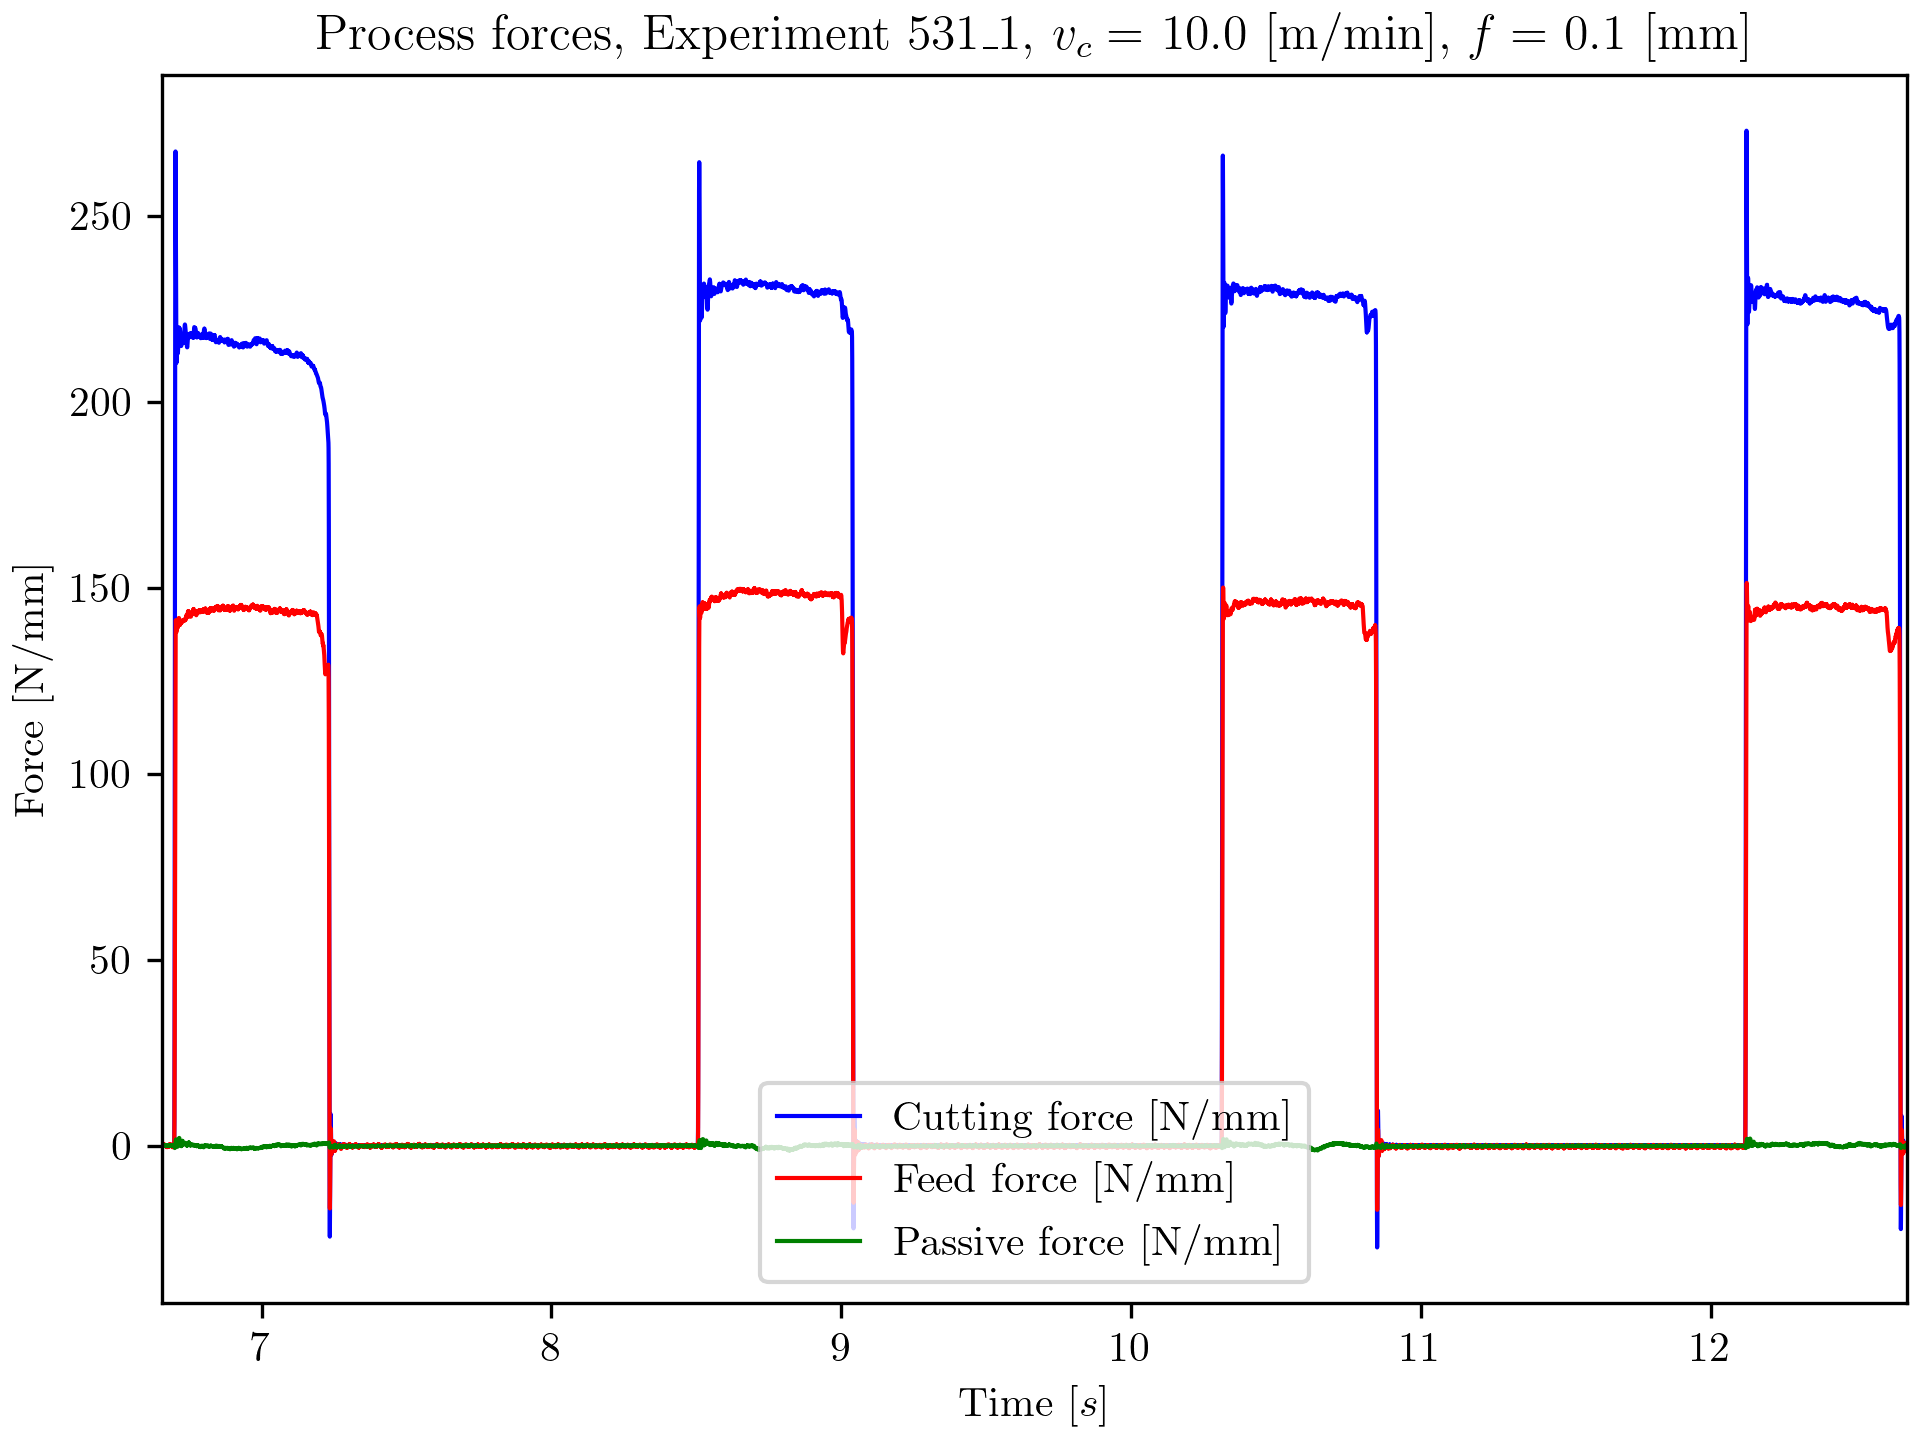 Process forces, Experiment 531_1, v_c = 10.0 [m/min], f = 0.1 [mm]
Force [N/mm]
250
200
150
100
50
0
Cutting force [N/mm]
Feed force [N/mm]
Passive force [N/mm]
7 8 9 10 11 12
Time [s]